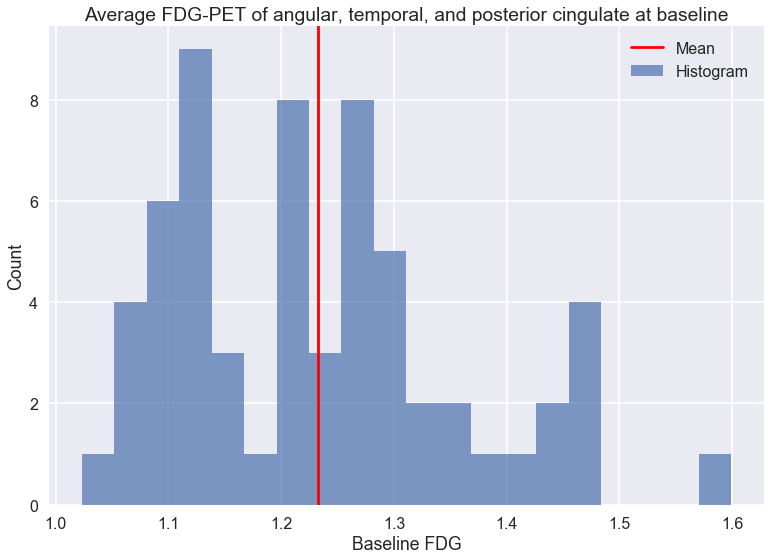 Average FDG-PET of angular, temporal, and posterior cingulate at baseline
Mean
Histogram
Count
8
6
4
2
0
1.0 1.1 1.2 1.3 1.4 1.5 1.6
Baseline FDG